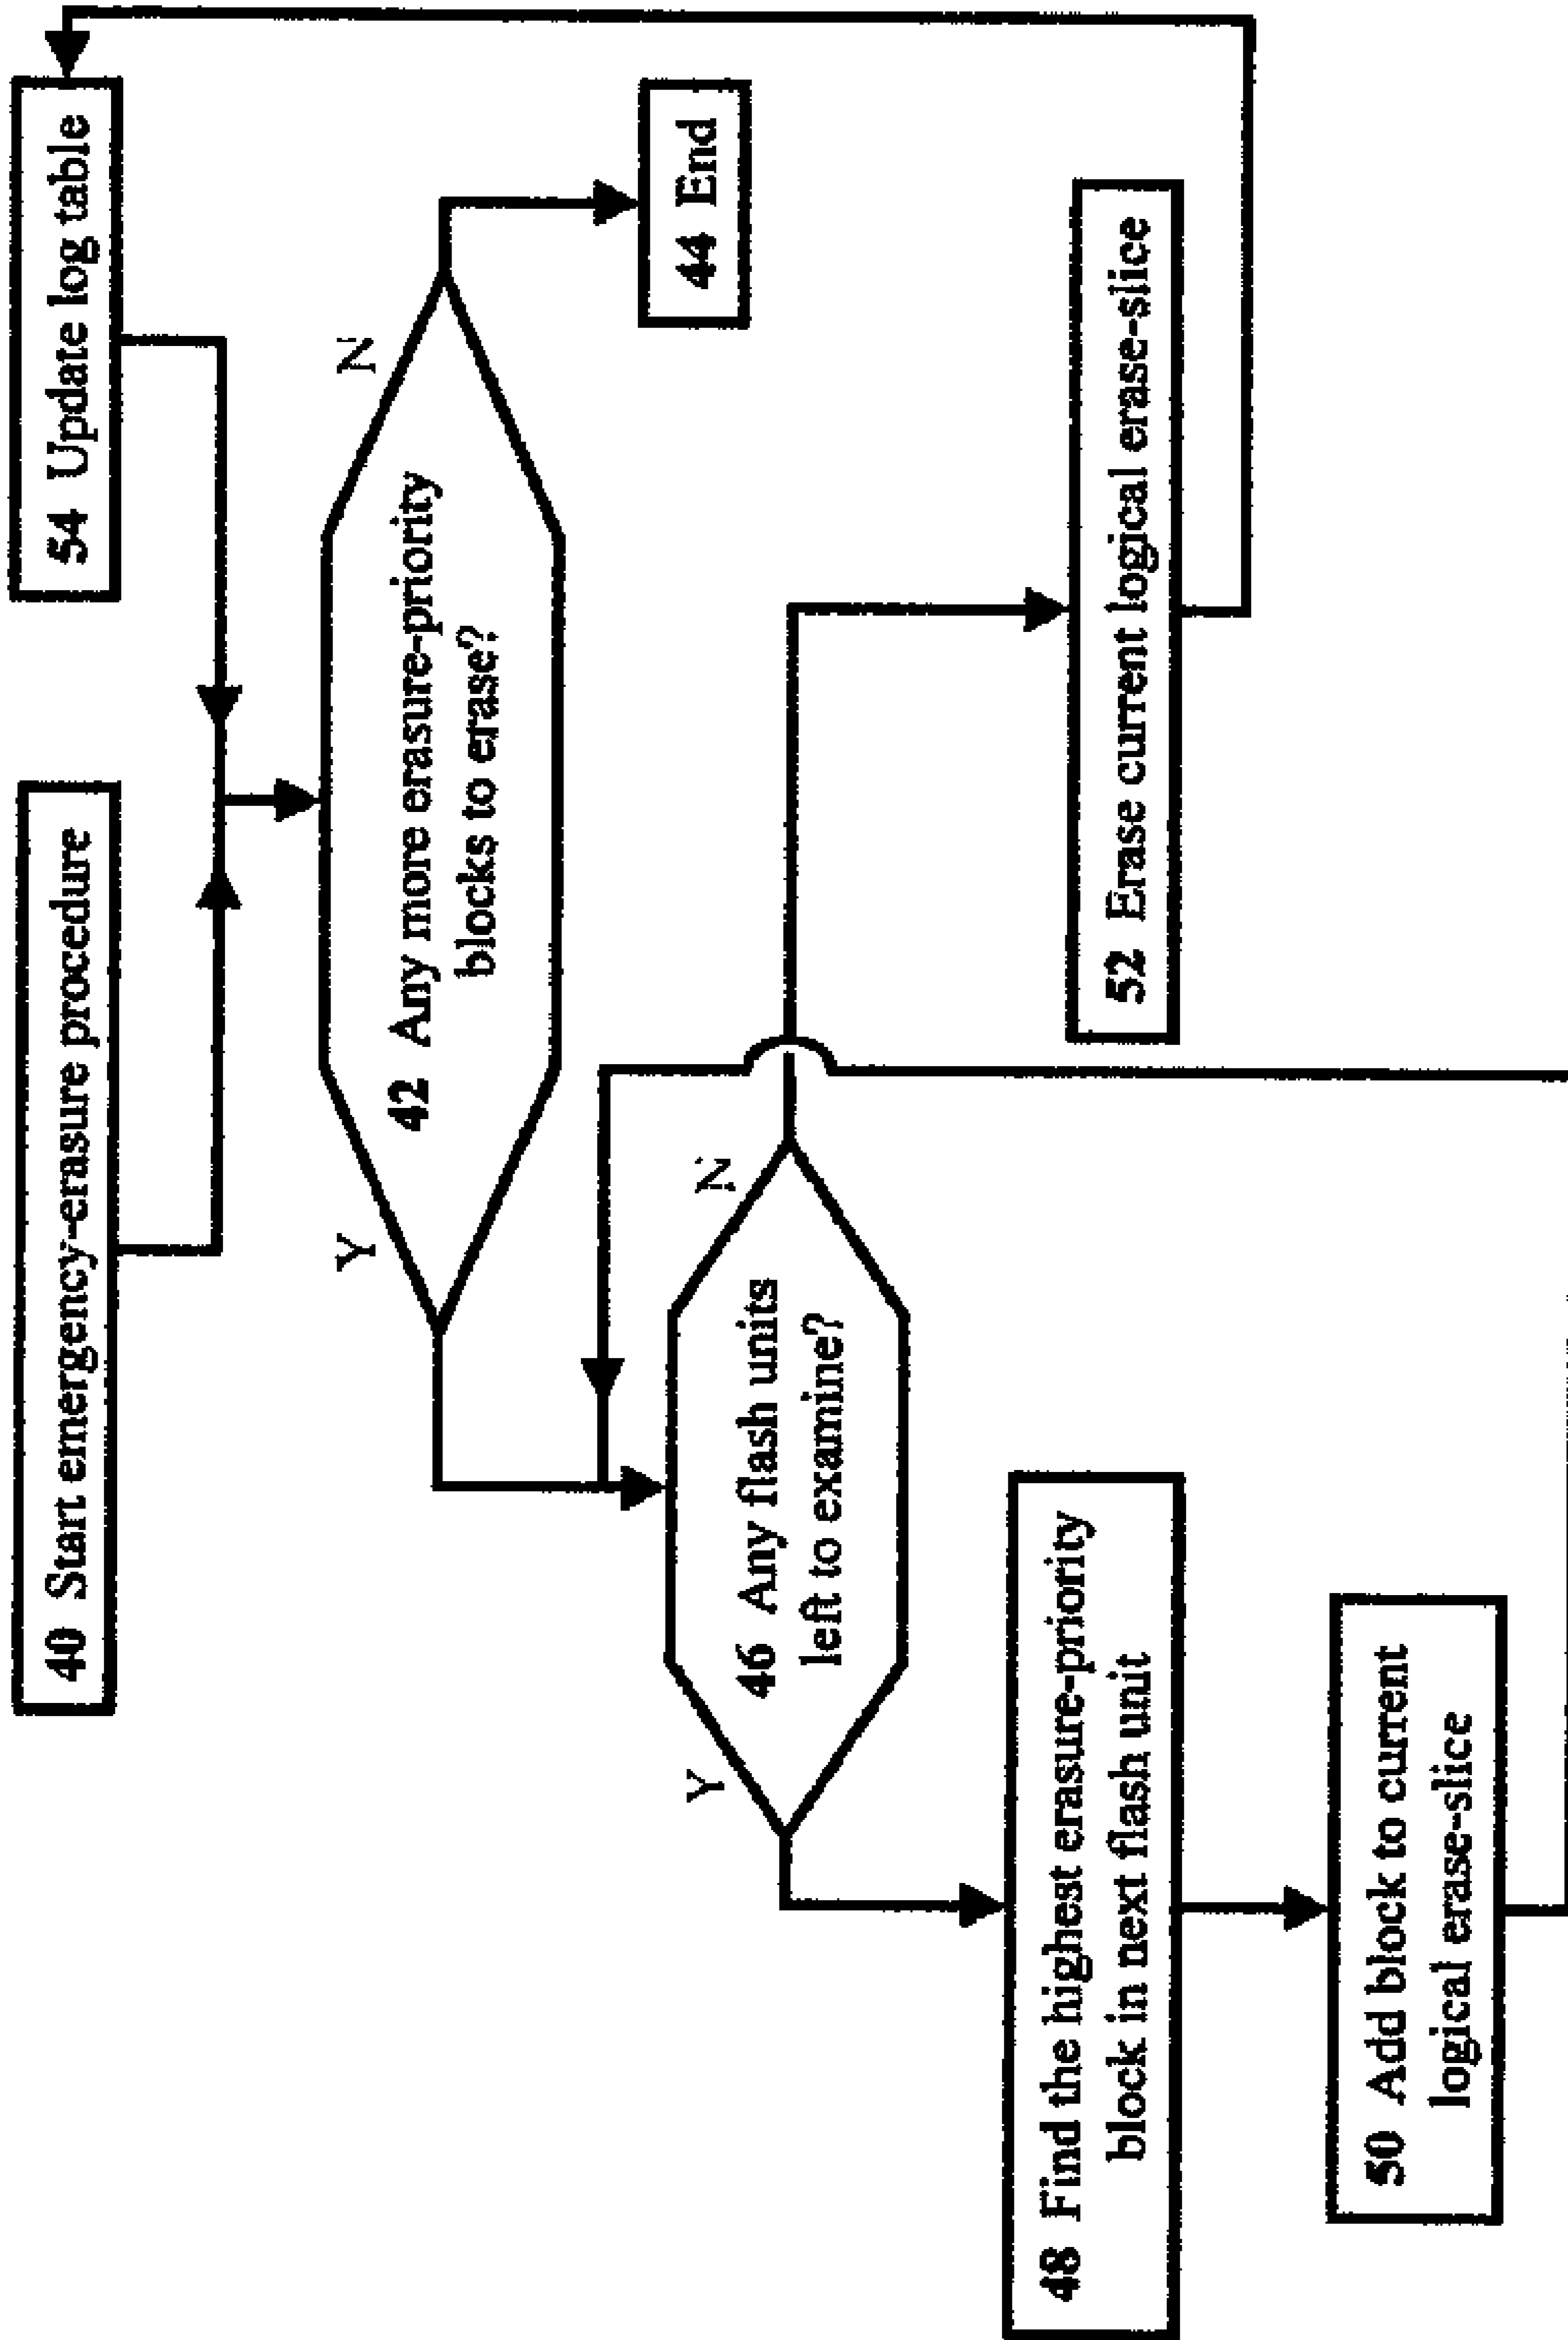 40 Start emergency-erasure procedure
54 Update log table
42 Any more erasure-priority
blocks to erase?
Y
N
44 End
46 Any flash units
left to examine?
Y
N
48 Find the highest erasure-priority
block in next flash unit
52 Erase current logical erase-slice
50 Add block to current
logical erase-slice